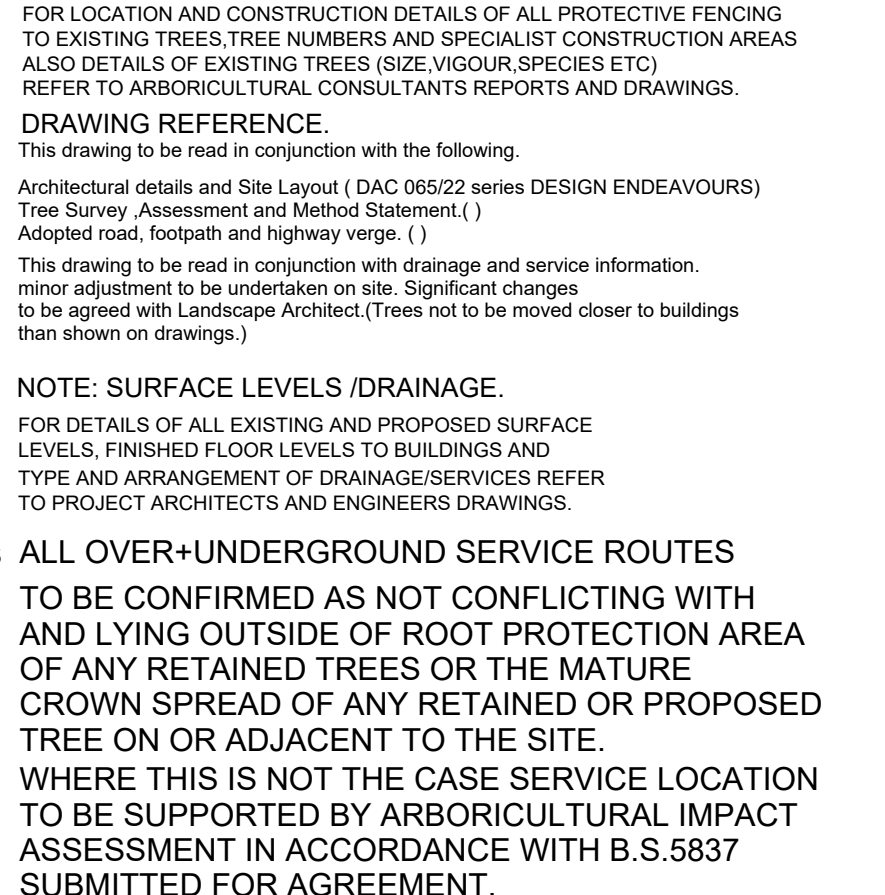 FOR LOCATION AND CONSTRUCTION DETAILS OF ALL PROTECTIVE FENCING
TO EXISTING TREES,TREE NUMBERS AND SPECIALIST CONSTRUCTION AREAS
ALSO DETAILS OF EXISTING TREES (SIZE,VIGOUR,SPECIES ETC)
REFER TO ARBORICULTURAL CONSULTANTS REPORTS AND DRAWINGS.
DRAWING REFERENCE.
This drawing to be read in conjunction with the following.
Architectural details and Site Layout ( DAC 065/22 series DESIGN ENDEAVOURS)
Tree Survey ,Assessment and Method Statement.( )
Adopted road, footpath and highway verge. ( )
This drawing to be read in conjunction with drainage and service information.
minor adjustment to be undertaken on site. Significant changes
to be agreed with Landscape Architect.(Trees not to be moved closer to buildings
than shown on drawings.)
NOTE: SURFACE LEVELS /DRAINAGE.
FOR DETAILS OF ALL EXISTING AND PROPOSED SURFACE
LEVELS, FINISHED FLOOR LEVELS TO BUILDINGS AND
TYPE AND ARRANGEMENT OF DRAINAGE/SERVICES REFER
TO PROJECT ARCHITECTS AND ENGINEERS DRAWINGS.
ALL OVER+UNDERGROUND SERVICE ROUTES
TO BE CONFIRMED AS NOT CONFLICTING WITH
AND LYING OUTSIDE OF ROOT PROTECTION AREA
OF ANY RETAINED TREES OR THE MATURE
CROWN SPREAD OF ANY RETAINED OR PROPOSED
TREE ON OR ADJACENT TO THE SITE.
WHERE THIS IS NOT THE CASE SERVICE LOCATION
TO BE SUPPORTED BY ARBORICULTURAL IMPACT
ASSESSMENT IN ACCORDANCE WITH B.S.5837
SUBMITTED FOR AGREEMENT.